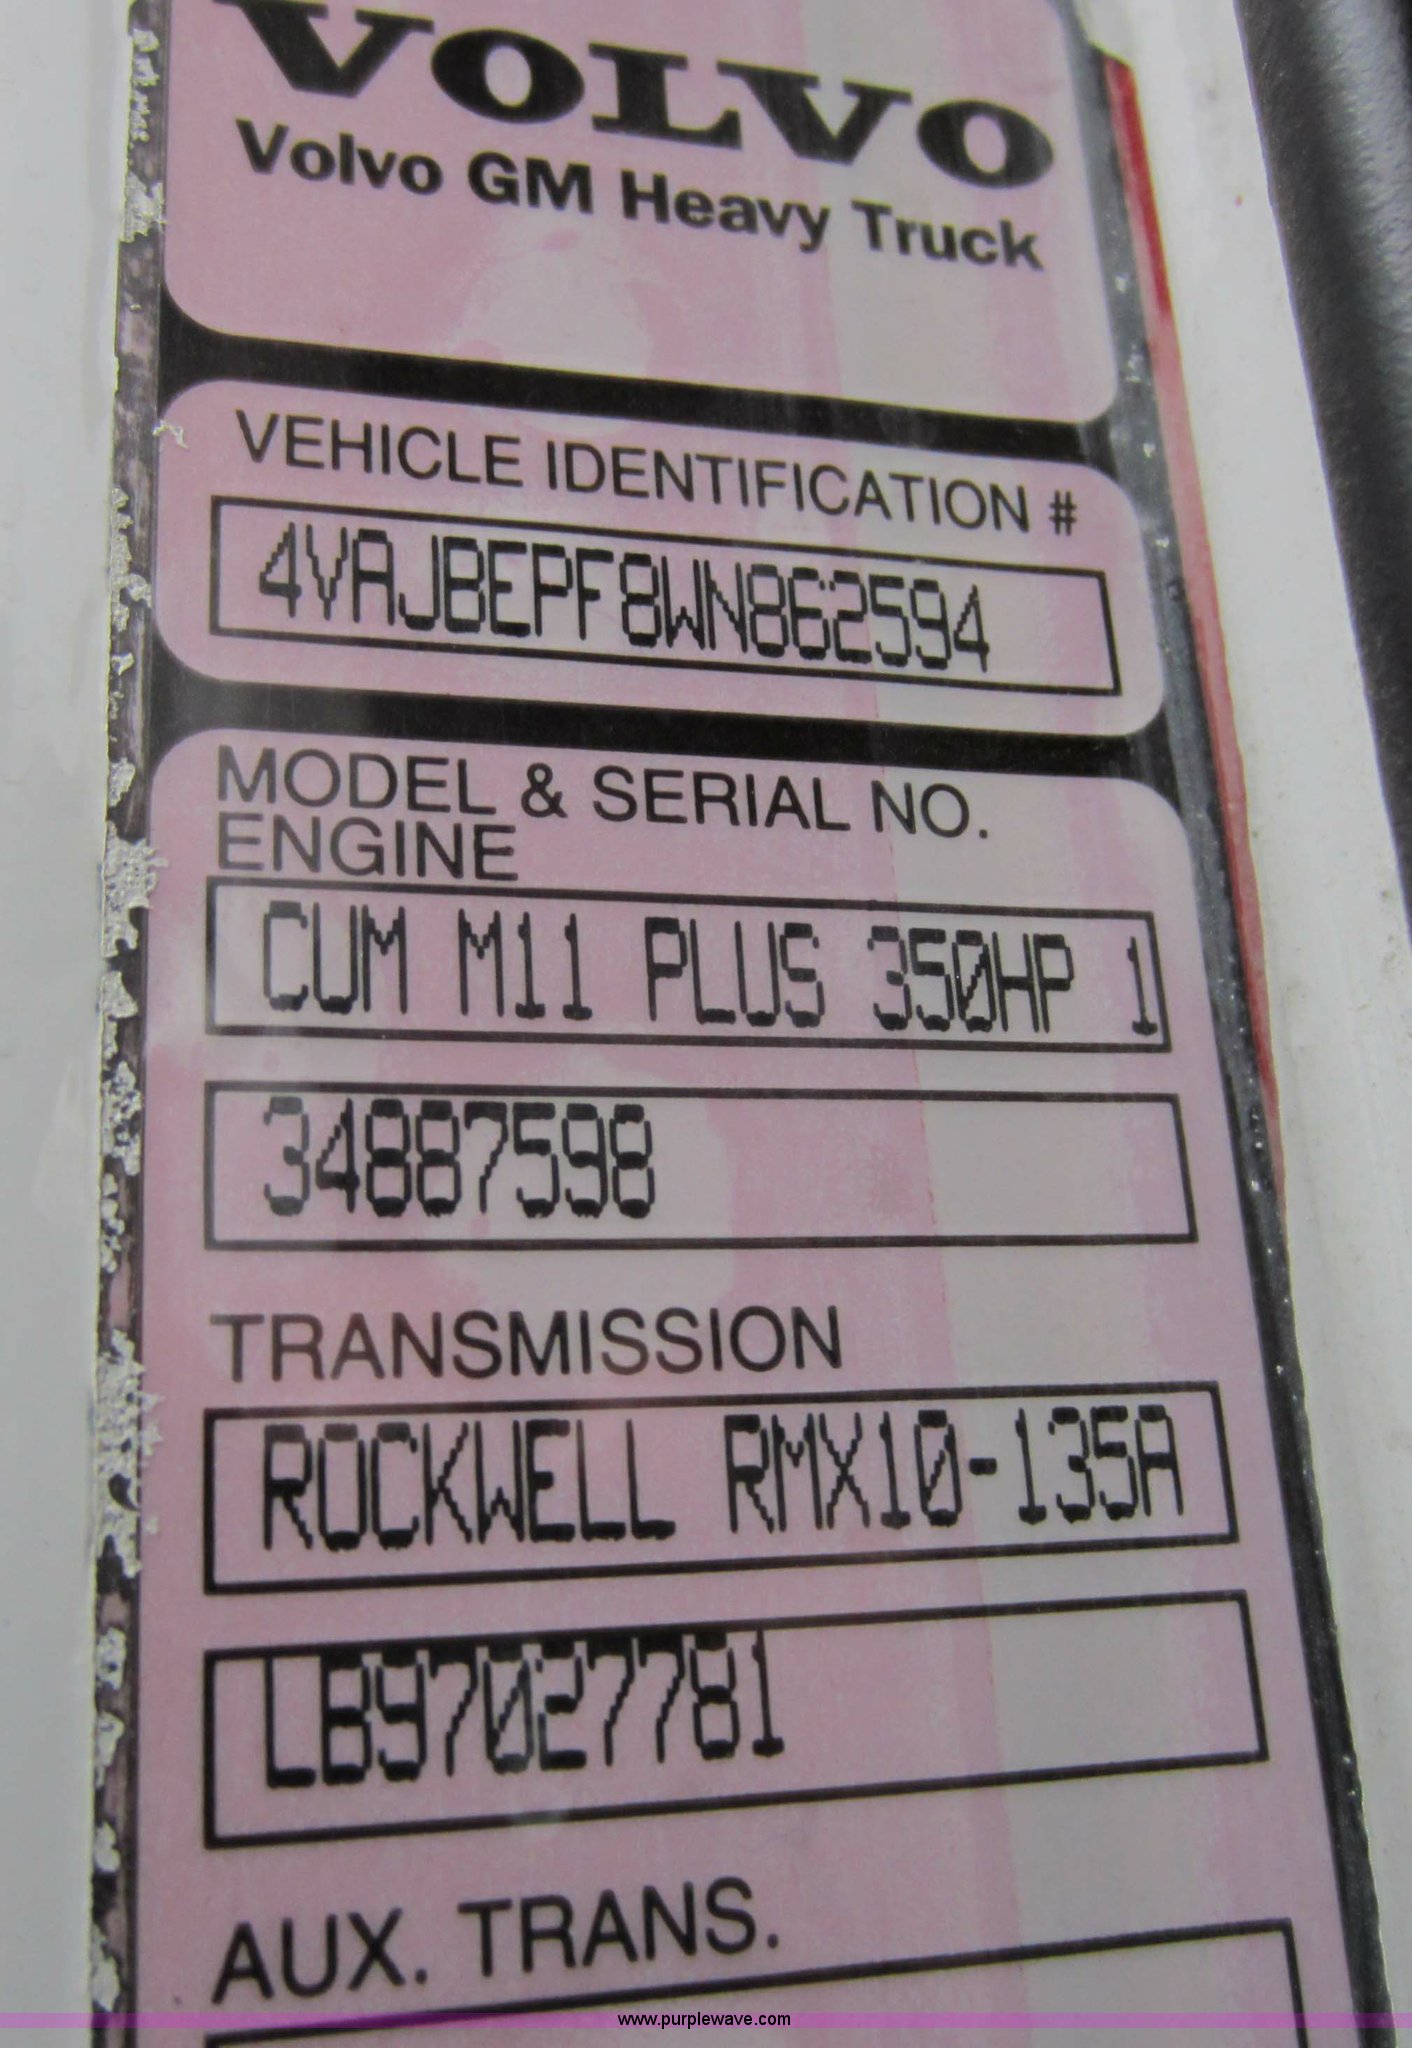 VOLVO
Volvo GM Heavy Truck
VEHICLE IDENTIFICATION #
4VAJBEPF8WN862594
MODEL & SERIAL NO.
ENGINE
CUM M11 PLUS 350HP 1
34887598
TRANSMISSION
ROCKWELL RMX10-135A
LB97027781
AUX. TRANS.
www.purplewave.com